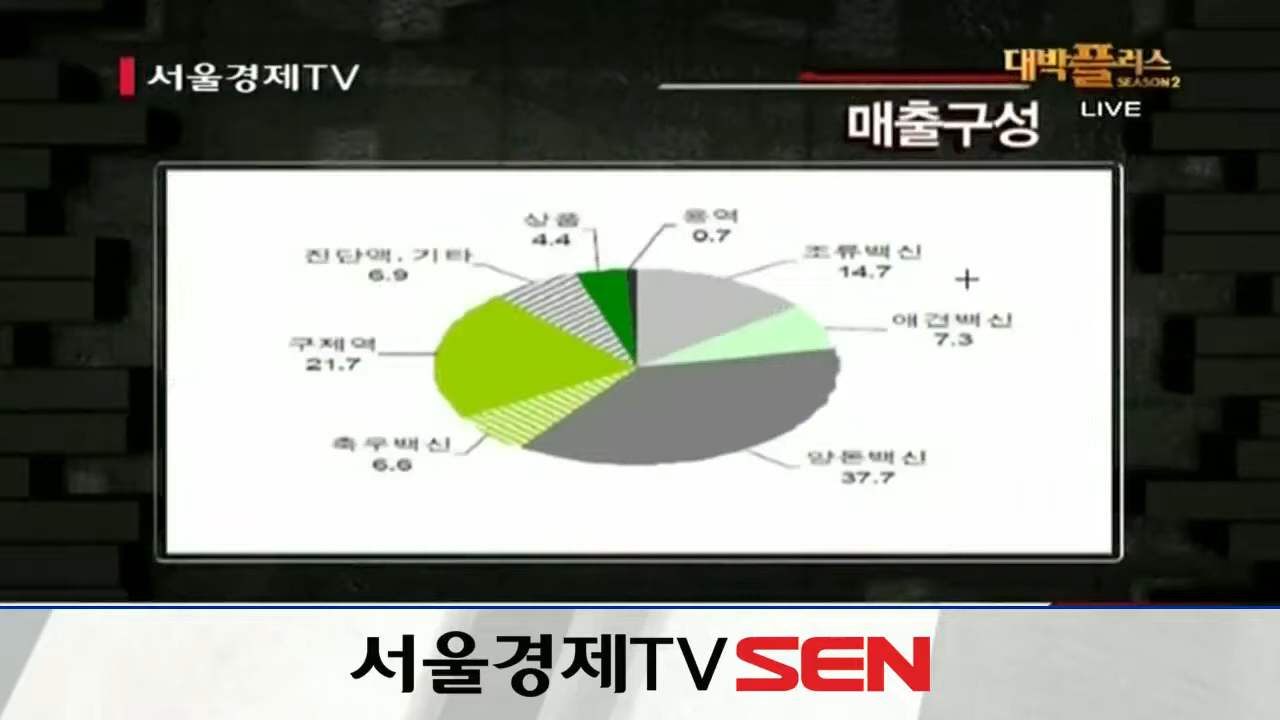 서울경제TV
대박플러스
SEASON2
LIVE
매출구성
상품
4.4
용역
0.7
진단액.기타
6.9
조류백신
14.7
애견백신
7.3
구제역
21.7
축우백신
6.6
양돈백신
37.7
서울경제TV SEN